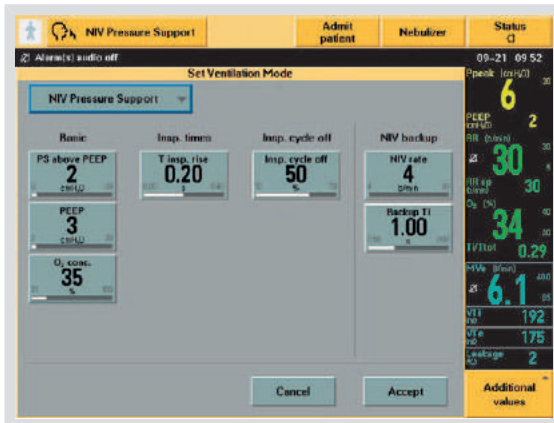 NIV Pressure Support
Admit patient
Nebulizer
Status
Alarm(s) audio off
09-21 09 52
Set Ventilation Mode
NIV Pressure Support
Basic
Insp. times
Insp. cycle off
NIV backup
PS above PEEP
2
cmH₂O
T insp. rise
0.20
s
Insp. cycle off
50
%
NIV rate
4
b/min
PEEP
3
cmH₂O
Backup Ti
1.00
s
O₂ conc.
35
%
Cancel
Accept
Ppeak (cmH₂O)
6
PEEP
(cmH₂O)
2
RR (b/min)
30
RR sp
(b/min)
30
O₂ (%)
34
Ti/Ttot
0.29
MVe (l/min)
6.1
VTi
192
VTe
175
Leakage
2
Additional values